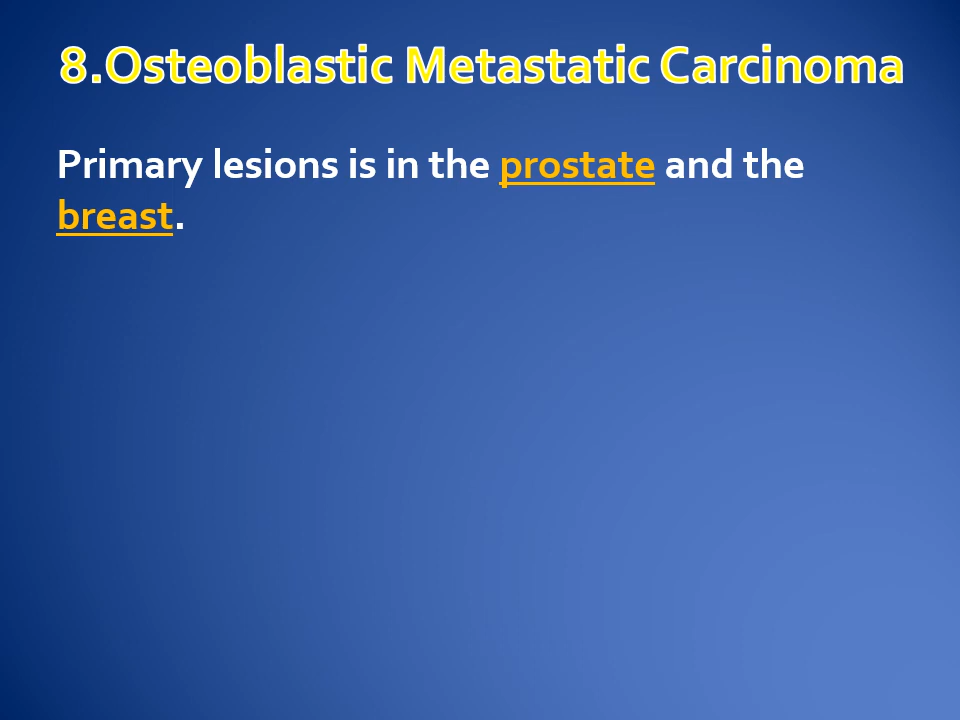 8.Osteoblastic Metastatic Carcinoma
Primary lesions is in the prostate and the
breast.